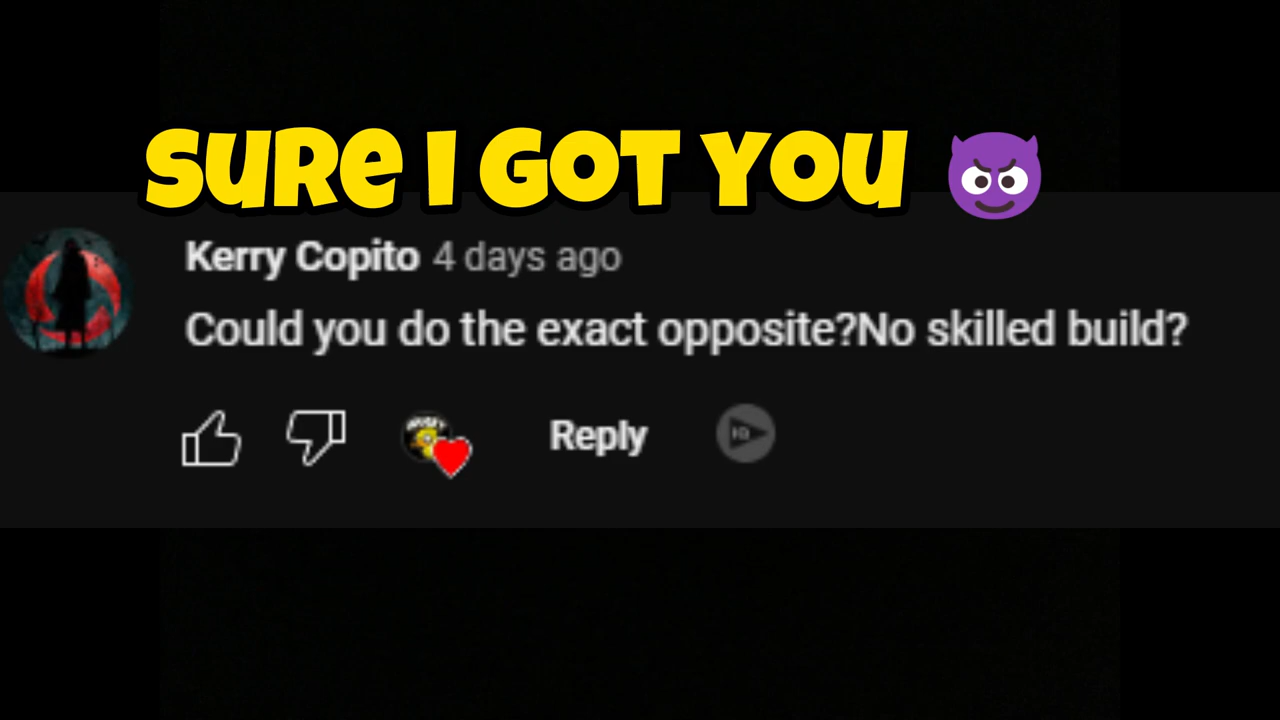 SURE I GOT YOU 😈
Kerry Copito 4 days ago
Could you do the exact opposite?No skilled build?
Reply